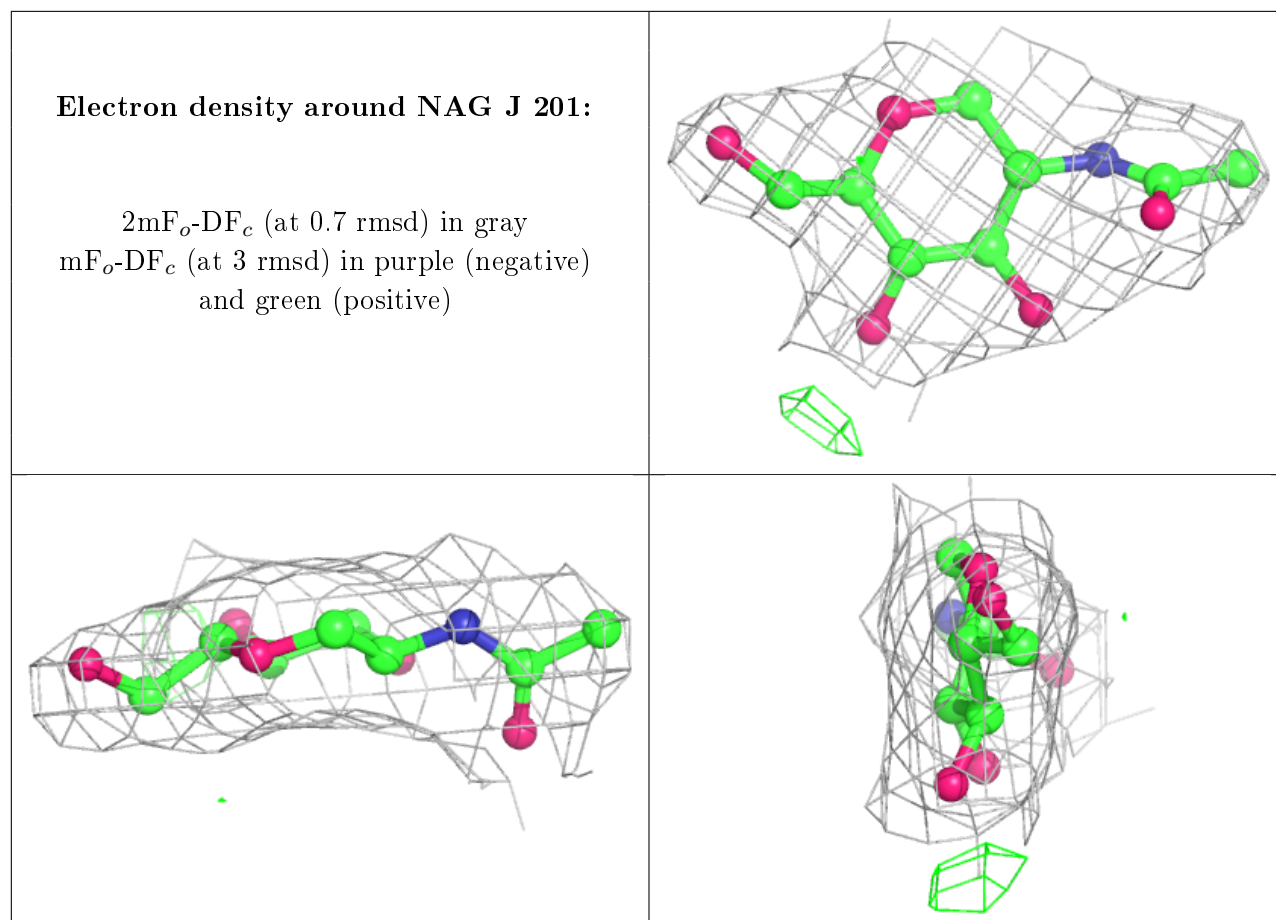 Electron density around NAG J 201:
2mFo-DFc (at 0.7 rmsd) in gray
mFo-DFc (at 3 rmsd) in purple (negative)
and green (positive)